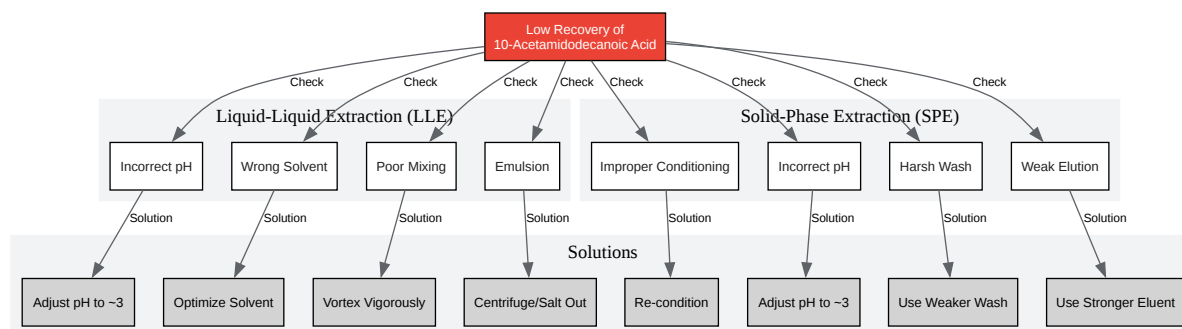 Low Recovery of
10-Acetamidodecanoic Acid
Check
Check
Check
Check
Check
Check
Check
Check
Liquid-Liquid Extraction (LLE)
Solid-Phase Extraction (SPE)
Incorrect pH
Wrong Solvent
Poor Mixing
Emulsion
Improper Conditioning
Incorrect pH
Harsh Wash
Weak Elution
Solution
Solution
Solution
Solution
Solution
Solution
Solution
Solution
Solutions
Adjust pH to ~3
Optimize Solvent
Vortex Vigorously
Centrifuge/Salt Out
Re-condition
Adjust pH to ~3
Use Weaker Wash
Use Stronger Eluent